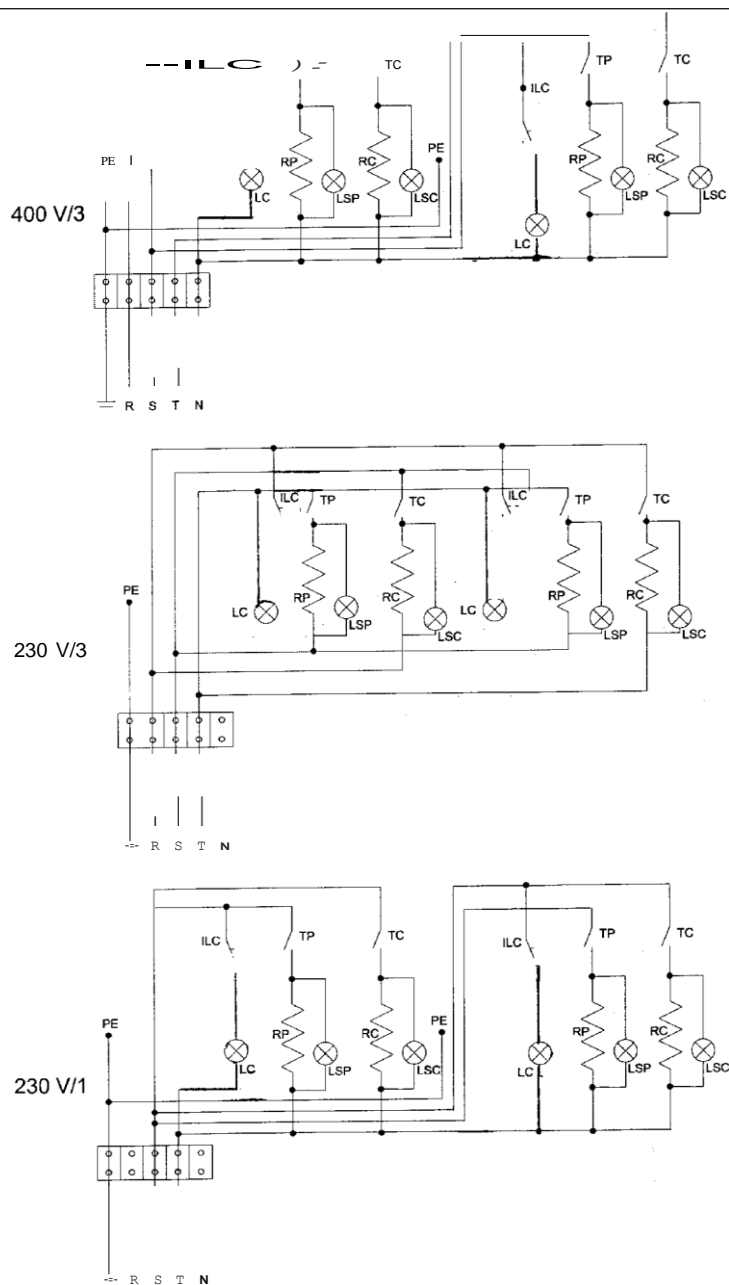 ILC TC TP TC
ILC
PE RP RC PE RP RC
LC LSP LSC LSP LSC
400 V/3
LC
R S T N
ILC TP TC ILC TP TC
PE
RP RC RP RC
LC LSP LSC LC LSP LSC
230 V/3
R S T N
ILC TP TC ILC TP TC
PE RP RC PE RP RC
LC LSP LSC LC LSP LSC
230 V/1
R S T N